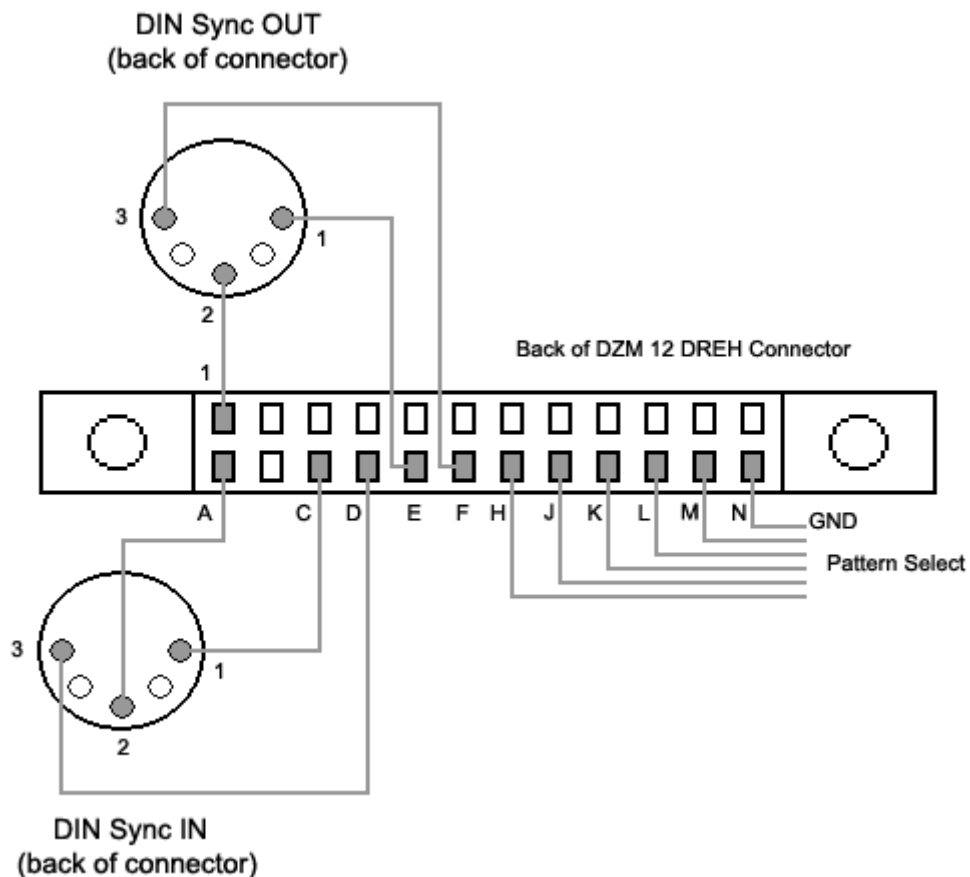 DIN Sync OUT
(back of connector)
3
1
2
1
Back of DZM 12 DREH Connector
A C D E F H J K L M N
GND
Pattern Select
3
1
2
DIN Sync IN
(back of connector)